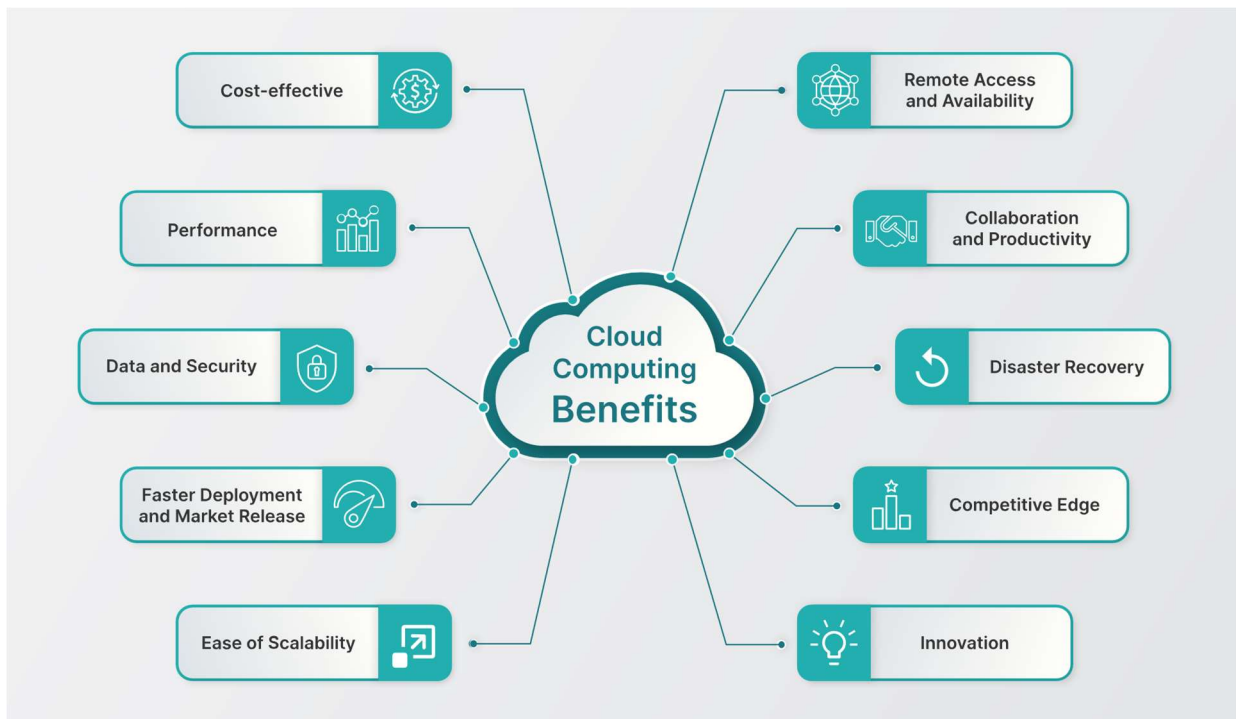 Cost-effective
Performance
Data and Security
Faster Deployment
and Market Release
Ease of Scalability
Cloud
Computing
Benefits
Remote Access
and Availability
Collaboration
and Productivity
Disaster Recovery
Competitive Edge
Innovation
$